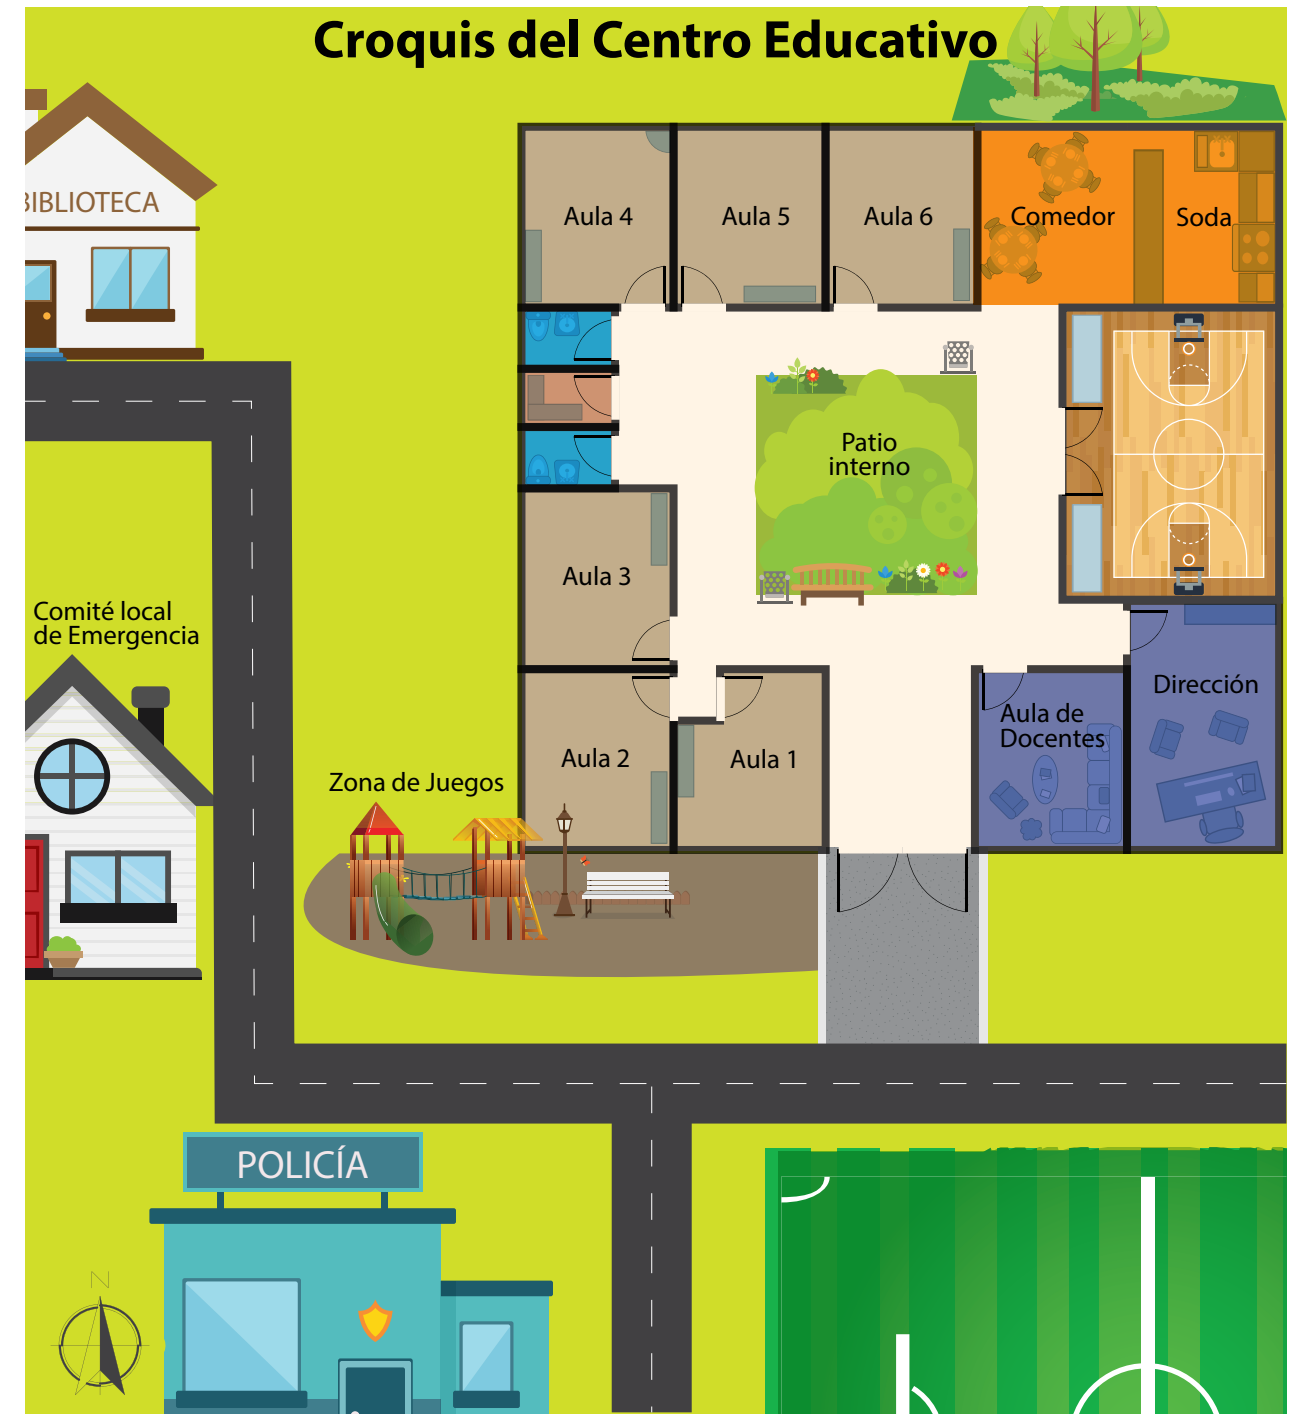 Croquis del Centro Educativo
BIBLIOTECA
Aula 4
Aula 5
Aula 6
Comedor
Soda
Patio
interno
Aula 3
Comité local
de Emergencia
Dirección
Aula de
Docentes
Aula 2
Aula 1
Zona de Juegos
POLICÍA
N